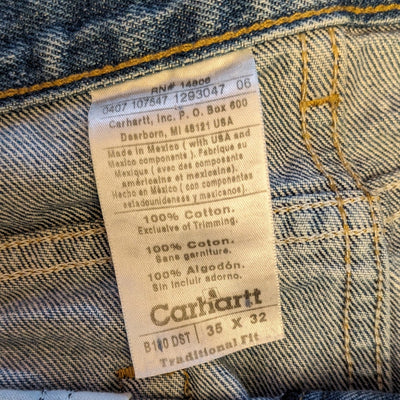 RN# 14806
0407 107647 1293047 06
Carhartt, Inc. P.O. Box 600
Dearborn, MI 48121 USA
Made in Mexico (with USA and
Mexico components). Fabrique au
Mexique (avec des composants
américains et mexicains).
Hecho en México (con componentes
estadounidenses y mexicanos).
100% Cotton.
Exclusive of Trimming.
100% Coton.
Sans garniture.
100% Algodón.
Sin incluir adorno.
Carhartt
DST 35 X 32
Traditional Fit